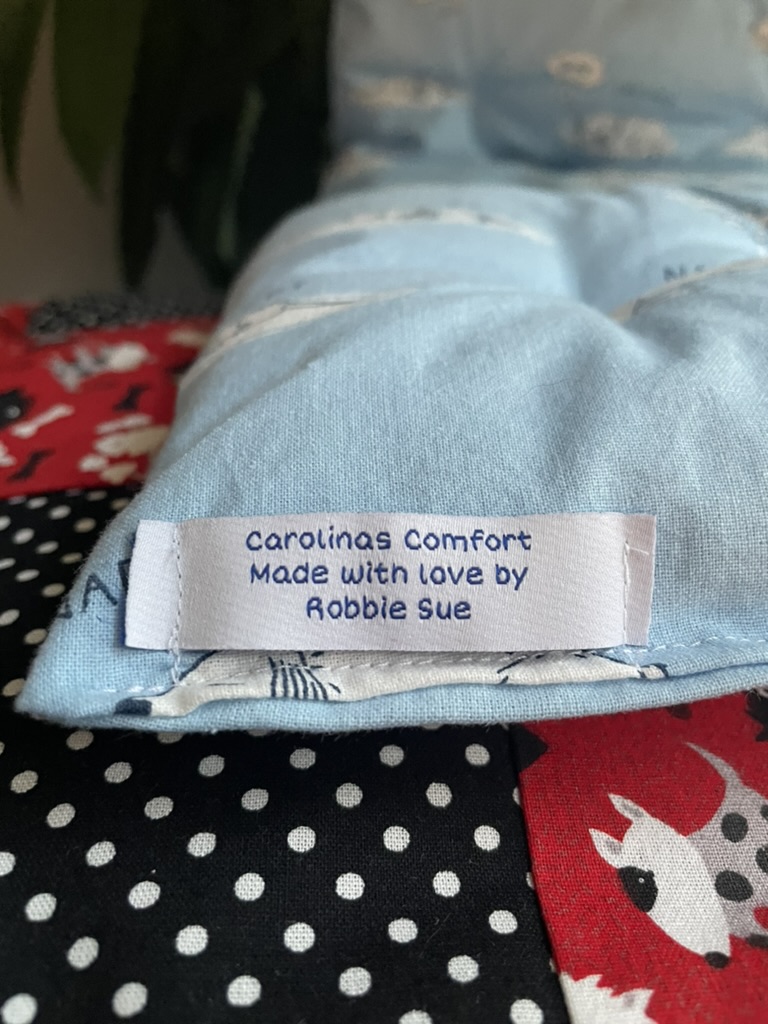 Carolinas Comfort
Made with love by
Robbie Sue